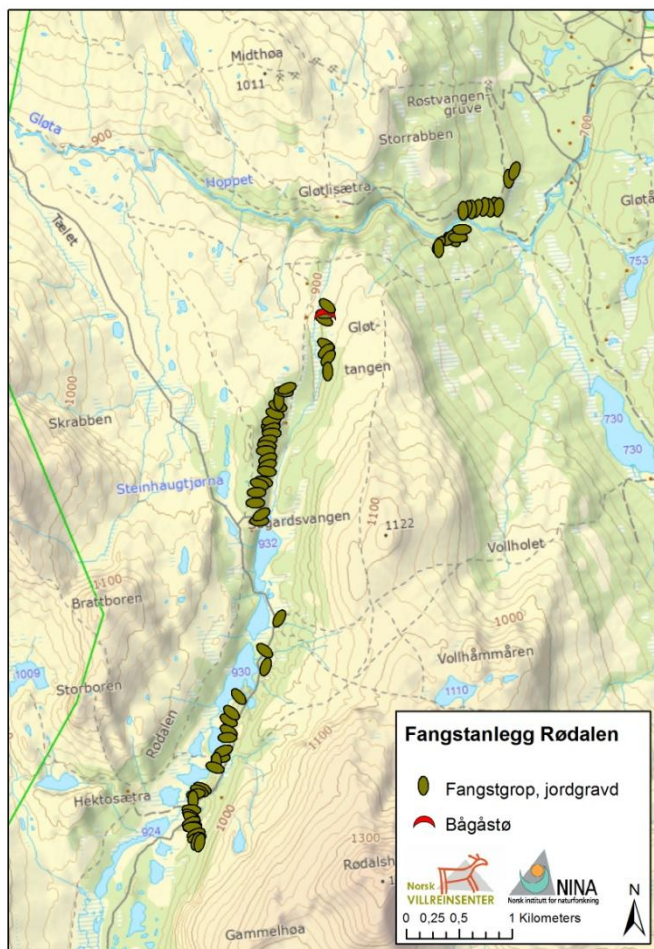 Midthøa
1011
Røstvangen-
gruve
Storrabben
700
Gløta
900
Hoppet
Gløtlisætra
Gløta
Tælet
753
900
Gløt-
tangen
1000
Skrabben
730
730
Steinhaugtjørna
gardsvangen
1100
1122
932
Vollholet
1100
Brattboren
1000
Vollhåmmåren
1009
930
Storboren
1110
Rødalen
1100
Hektosætra
1000
924
1300
Rødalsh
Gammelhøa
Fangstanlegg Rødalen
Fangstgrop, jordgravd
Bågåstø
Norsk
VILLREINSENTER
NINA
Norsk institutt for naturforskning
N
0 0,25 0,5 1 Kilometers